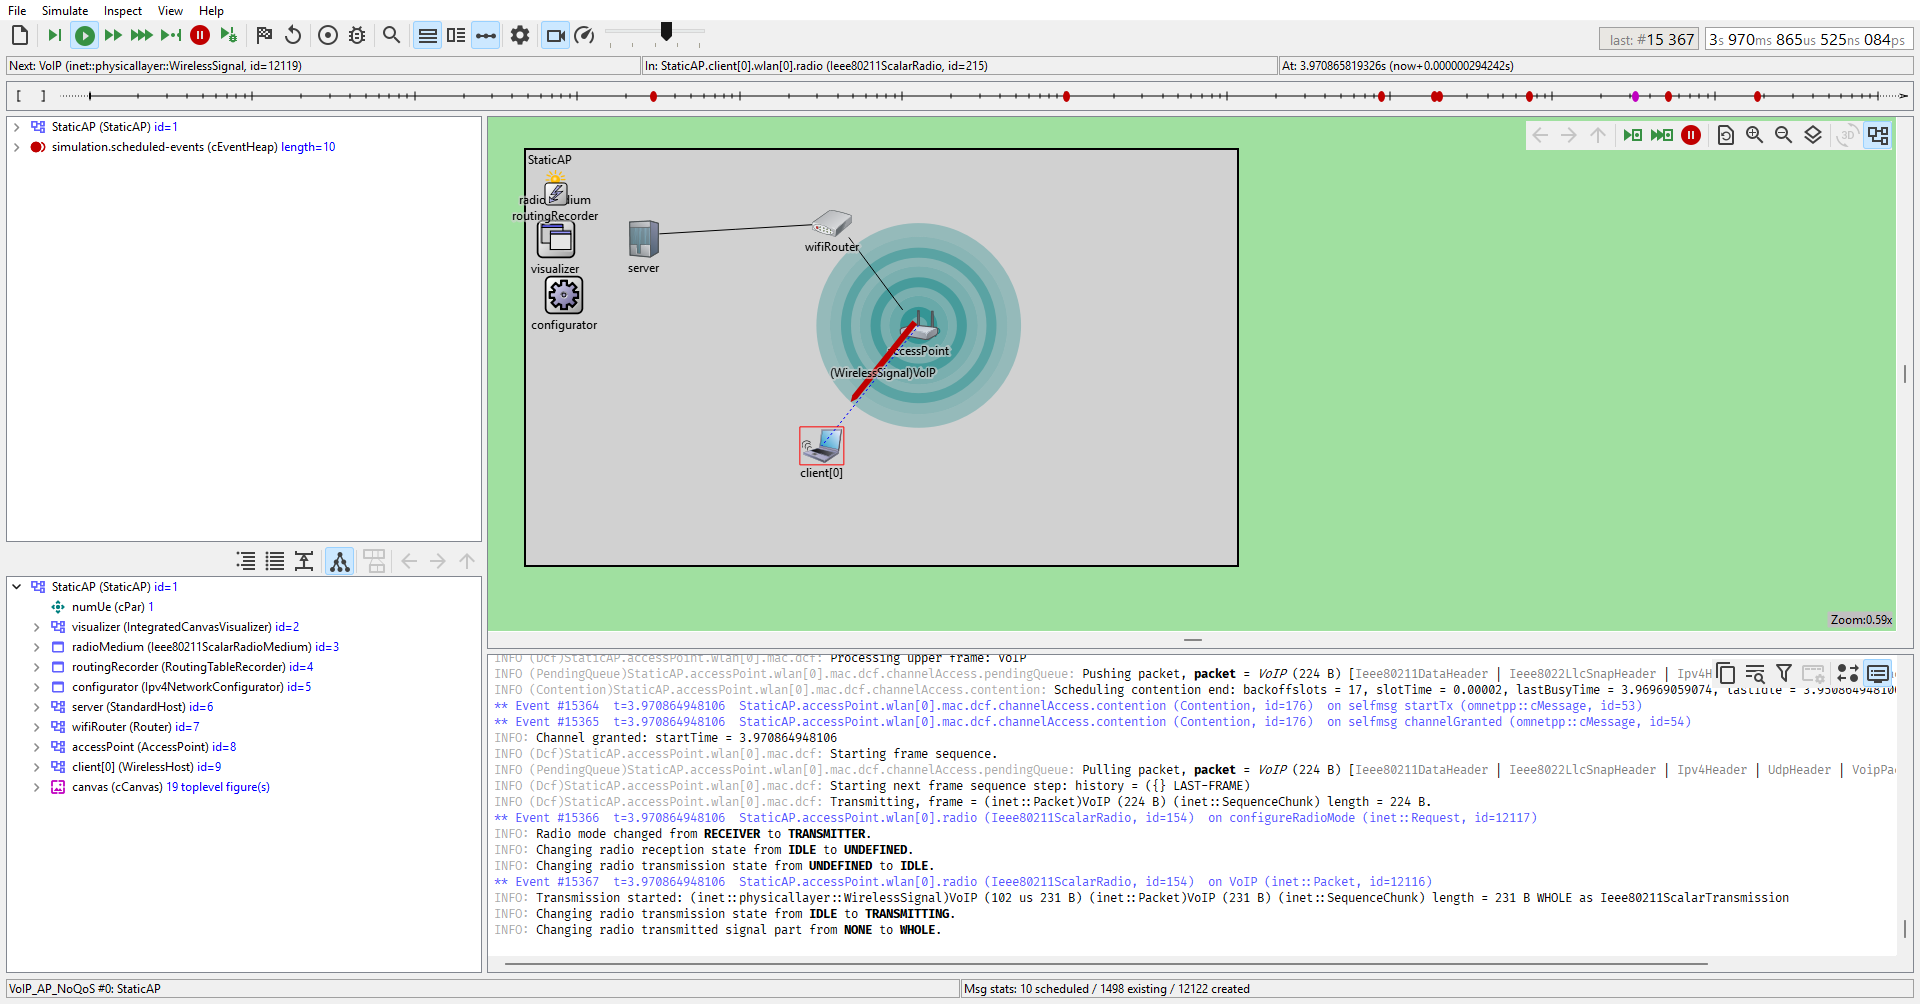 File Simulate Inspect View Help
last: #15 367
3s 970ms 865us 525ns 084ps
Next: VoIP (inet::physicallayer::WirelessSignal, id=12119)
In: StaticAP.client[0].wlan[0].radio (Ieee80211ScalarRadio, id=215)
At: 3.970865819326s (now+0.000000294242s)
[ ]
StaticAP (StaticAP) id=1
simulation.scheduled-events (cEventHeap) length=10
StaticAP (StaticAP) id=1
numUe (cPar) 1
visualizer (IntegratedCanvasVisualizer) id=2
radioMedium (Ieee80211ScalarRadioMedium) id=3
routingRecorder (RoutingTableRecorder) id=4
configurator (Ipv4NetworkConfigurator) id=5
server (StandardHost) id=6
wifiRouter (Router) id=7
accessPoint (AccessPoint) id=8
client[0] (WirelessHost) id=9
canvas (cCanvas) 19 toplevel figure(s)
3D
StaticAP
routingRecorder
visualizer
configurator
server
wifiRouter
(WirelessSignal)VoIP
client[0]
Zoom:0.59x
INFO (Dcf)StaticAP.accessPoint.wlan[0].mac.dcf: Processing upper frame: VoIP
INFO (PendingQueue)StaticAP.accessPoint.wlan[0].mac.dcf.channelAccess.pendingQueue: Pushing packet, packet = VoIP (224 B) [Ieee80211DataHeader | Ieee8022LlcSnapHeader | Ipv4H
INFO (Contention)StaticAP.accessPoint.wlan[0].mac.dcf.channelAccess.contention: Scheduling contention end: backoffslots = 17, slotTime = 0.00002, lastBusyTime = 3.96969059074, lastIdle =
** Event #15364 t=3.970864948106 StaticAP.accessPoint.wlan[0].mac.dcf.channelAccess.contention (Contention, id=176) on selfmsg startTx (omnetpp::cMessage, id=53)
** Event #15365 t=3.970864948106 StaticAP.accessPoint.wlan[0].mac.dcf.channelAccess.contention (Contention, id=176) on selfmsg channelGranted (omnetpp::cMessage, id=54)
INFO: Channel granted: startTime = 3.970864948106
INFO (Dcf)StaticAP.accessPoint.wlan[0].mac.dcf: Starting frame sequence.
INFO (PendingQueue)StaticAP.accessPoint.wlan[0].mac.dcf.channelAccess.pendingQueue: Pulling packet, packet = VoIP (224 B) [Ieee80211DataHeader | Ieee8022LlcSnapHeader | Ipv4Header | UdpHeader | VoipPa
INFO (Dcf)StaticAP.accessPoint.wlan[0].mac.dcf: Starting next frame sequence step: history = ({} LAST-FRAME)
INFO (Dcf)StaticAP.accessPoint.wlan[0].mac.dcf: Transmitting, frame = (inet::Packet)VoIP (224 B) (inet::SequenceChunk) length = 224 B.
** Event #15366 t=3.970864948106 StaticAP.accessPoint.wlan[0].radio (Ieee80211ScalarRadio, id=154) on configureRadioMode (inet::Request, id=12117)
INFO: Radio mode changed from RECEIVER to TRANSMITTER.
INFO: Changing radio reception state from IDLE to UNDEFINED.
INFO: Changing radio transmission state from UNDEFINED to IDLE.
** Event #15367 t=3.970864948106 StaticAP.accessPoint.wlan[0].radio (Ieee80211ScalarRadio, id=154) on VoIP (inet::Packet, id=12116)
INFO: Transmission started: (inet::physicallayer::WirelessSignal)VoIP (102 us 231 B) (inet::Packet)VoIP (231 B) (inet::SequenceChunk) length = 231 B WHOLE as Ieee80211ScalarTransmission
INFO: Changing radio transmission state from IDLE to TRANSMITTING.
INFO: Changing radio transmitted signal part from NONE to WHOLE.
VoIP_AP_NoQoS #0: StaticAP
Msg stats: 10 scheduled / 1498 existing / 12122 created